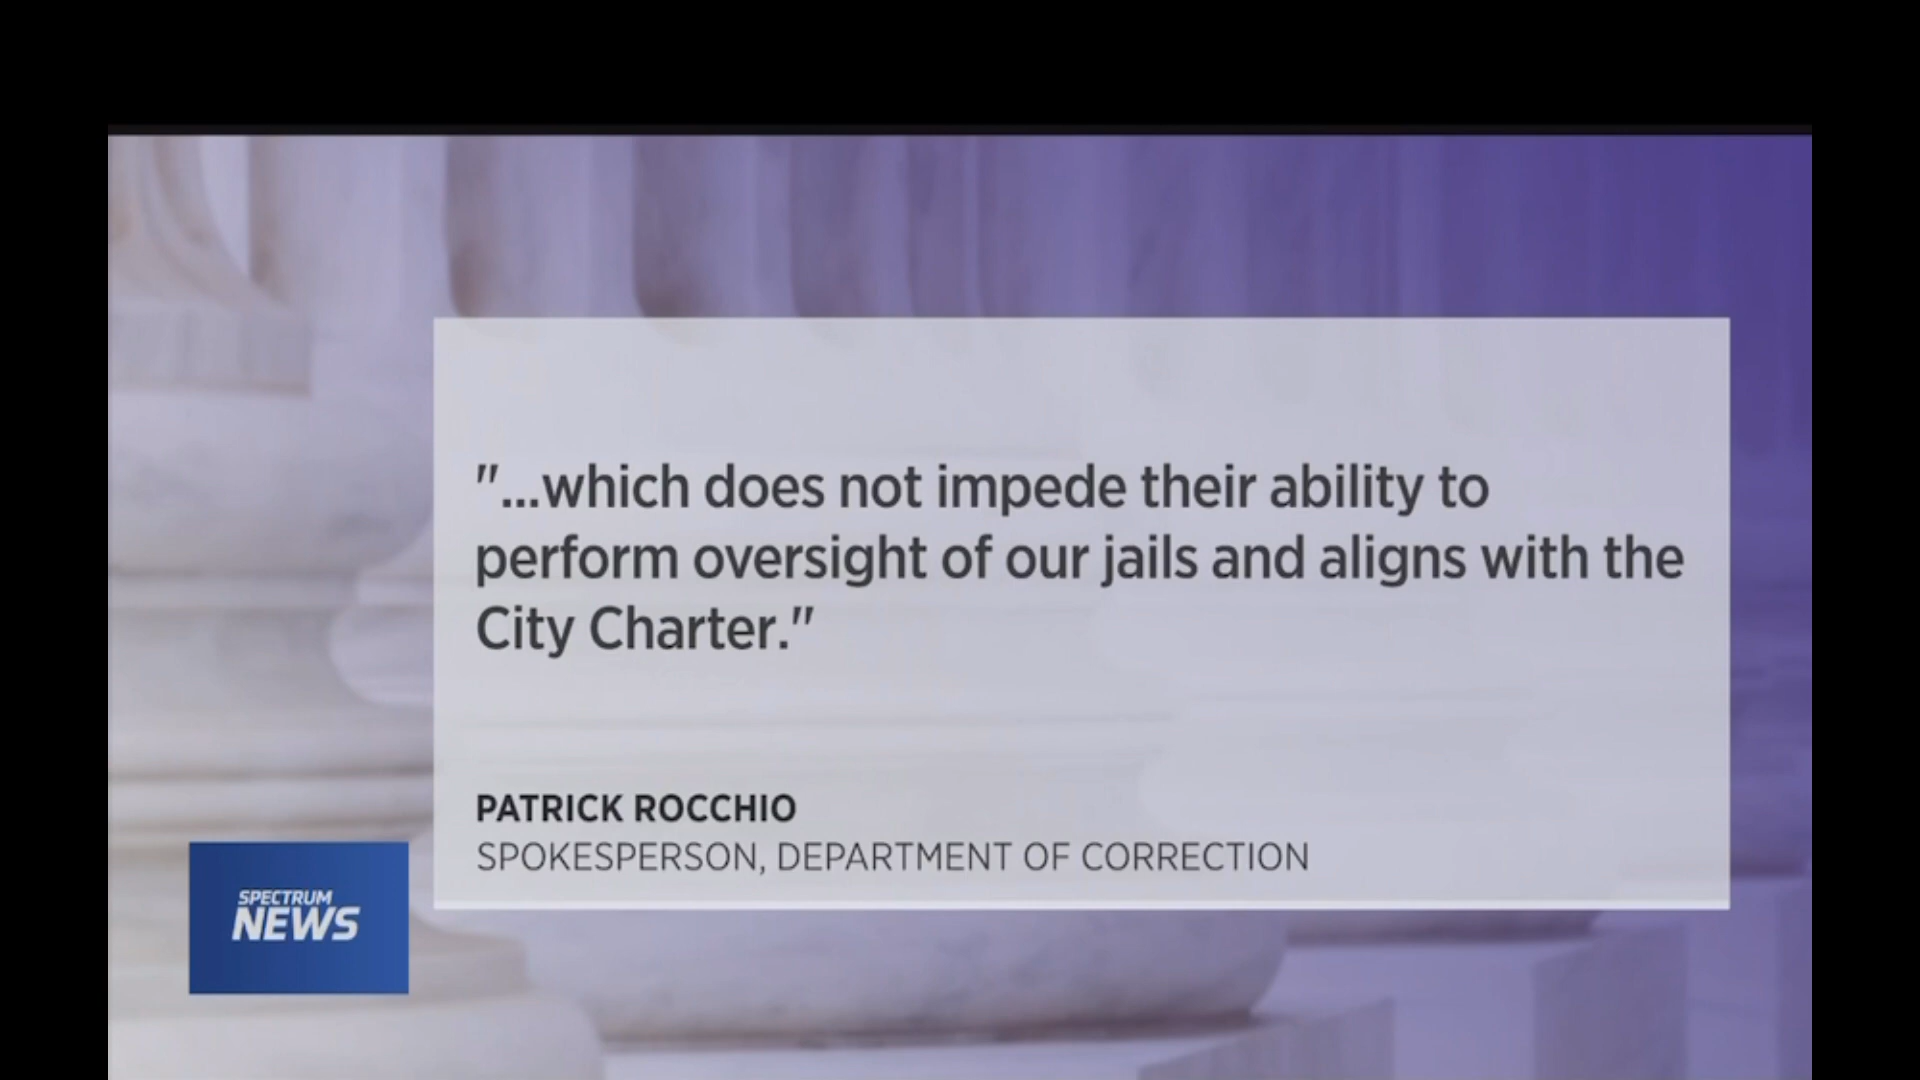 "...which does not impede their ability to
perform oversight of our jails and aligns with the
City Charter."
PATRICK ROCCHIO
SPOKESPERSON, DEPARTMENT OF CORRECTION
SPECTRUM
NEWS